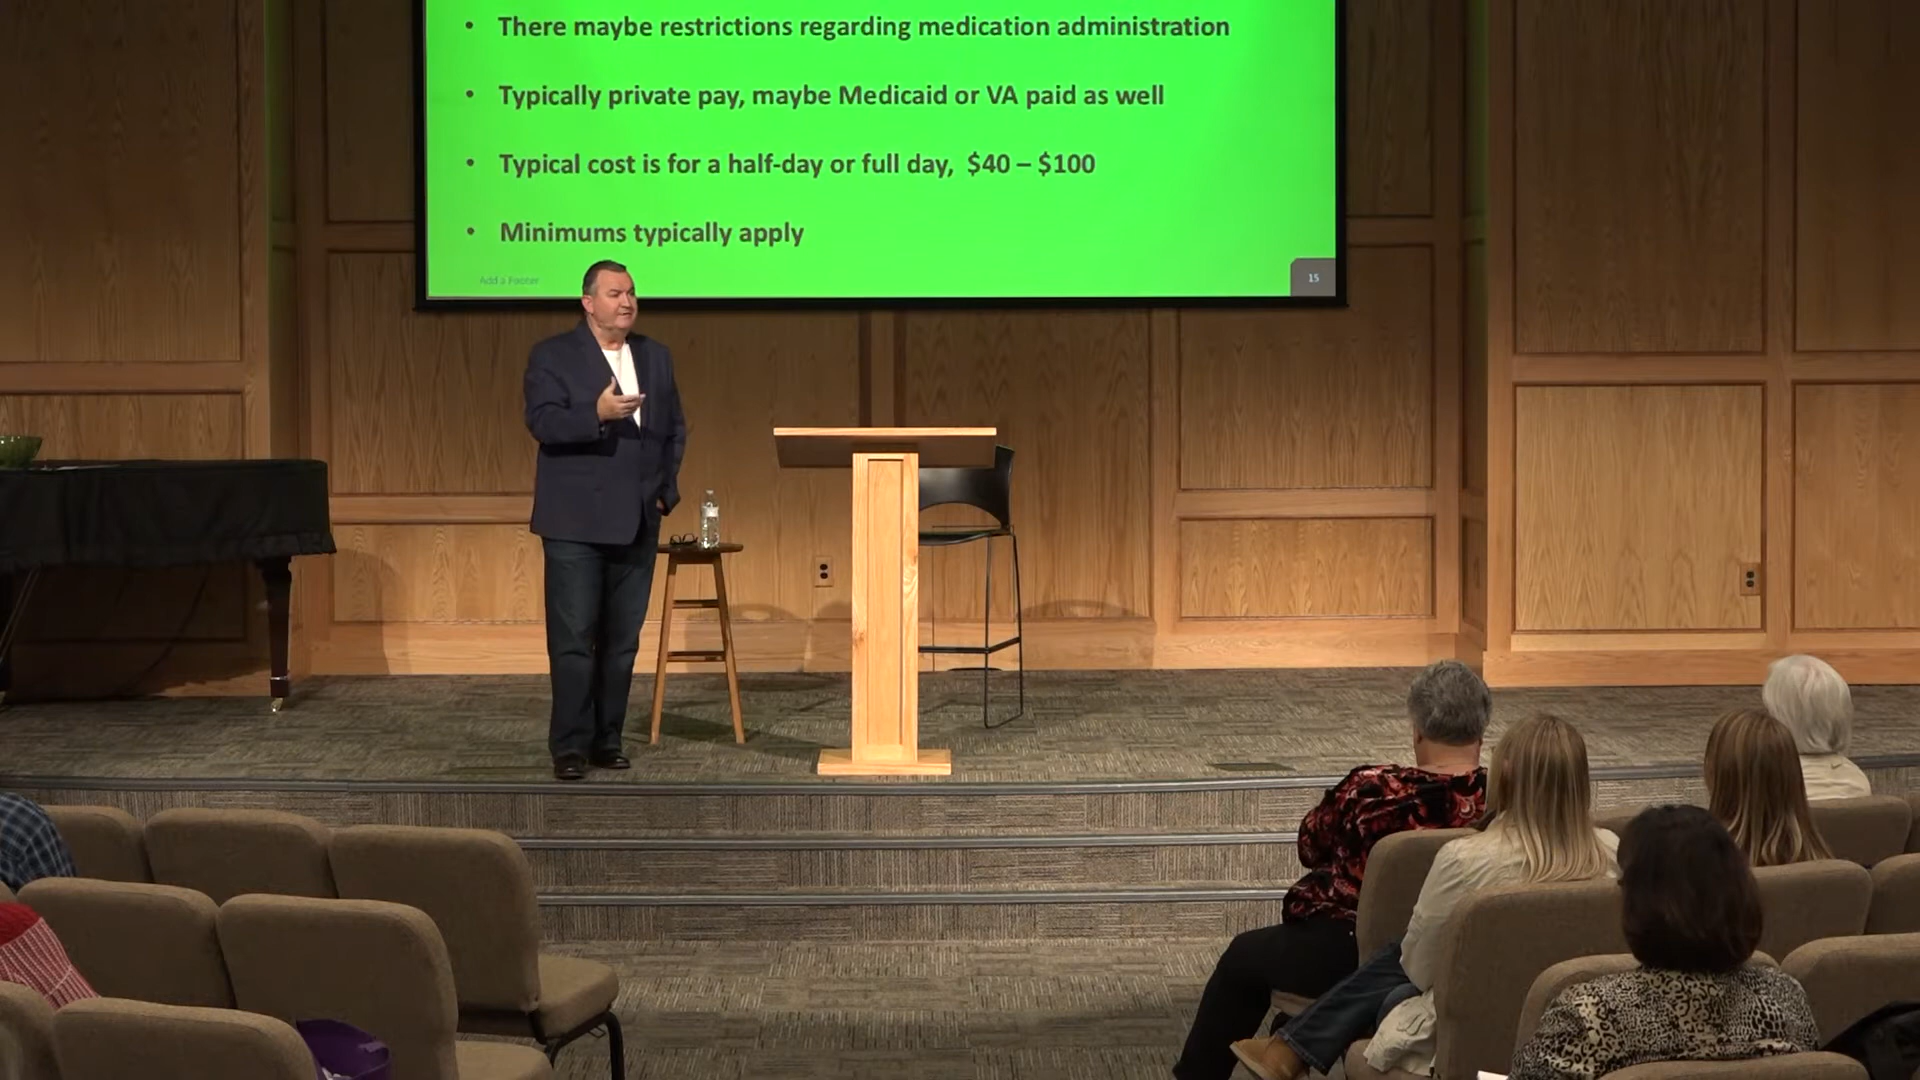 • There maybe restrictions regarding medication administration
• Typically private pay, maybe Medicaid or VA paid as well
• Typical cost is for a half-day or full day, $40 – $100
• Minimums typically apply
Add a Footer
15